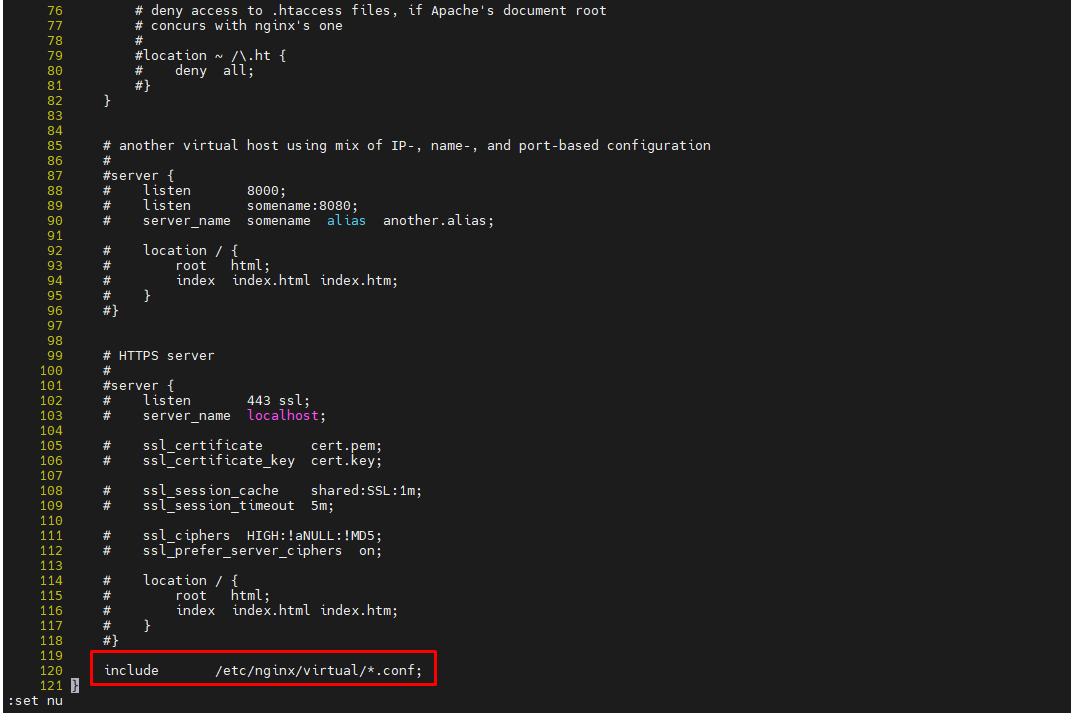 76         # deny access to .htaccess files, if Apache's document root
77         # concurs with nginx's one
78         #
79         #location ~ /\.ht {
80         #    deny  all;
81         #}
82     }
83
84
85     # another virtual host using mix of IP-, name-, and port-based configuration
86     #
87     #server {
88     #    listen       8000;
89     #    listen       somename:8080;
90     #    server_name  somename  alias  another.alias;
91
92     #    location / {
93     #        root   html;
94     #        index  index.html index.htm;
95     #    }
96     #}
97
98
99     # HTTPS server
100     #
101     #server {
102     #    listen       443 ssl;
103     #    server_name  localhost;
104
105     #    ssl_certificate      cert.pem;
106     #    ssl_certificate_key  cert.key;
107
108     #    ssl_session_cache    shared:SSL:1m;
109     #    ssl_session_timeout  5m;
110
111     #    ssl_ciphers  HIGH:!aNULL:!MD5;
112     #    ssl_prefer_server_ciphers  on;
113
114     #    location / {
115     #        root   html;
116     #        index  index.html index.htm;
117     #    }
118     #}
119
120     include       /etc/nginx/virtual/*.conf;
121 }
:set nu